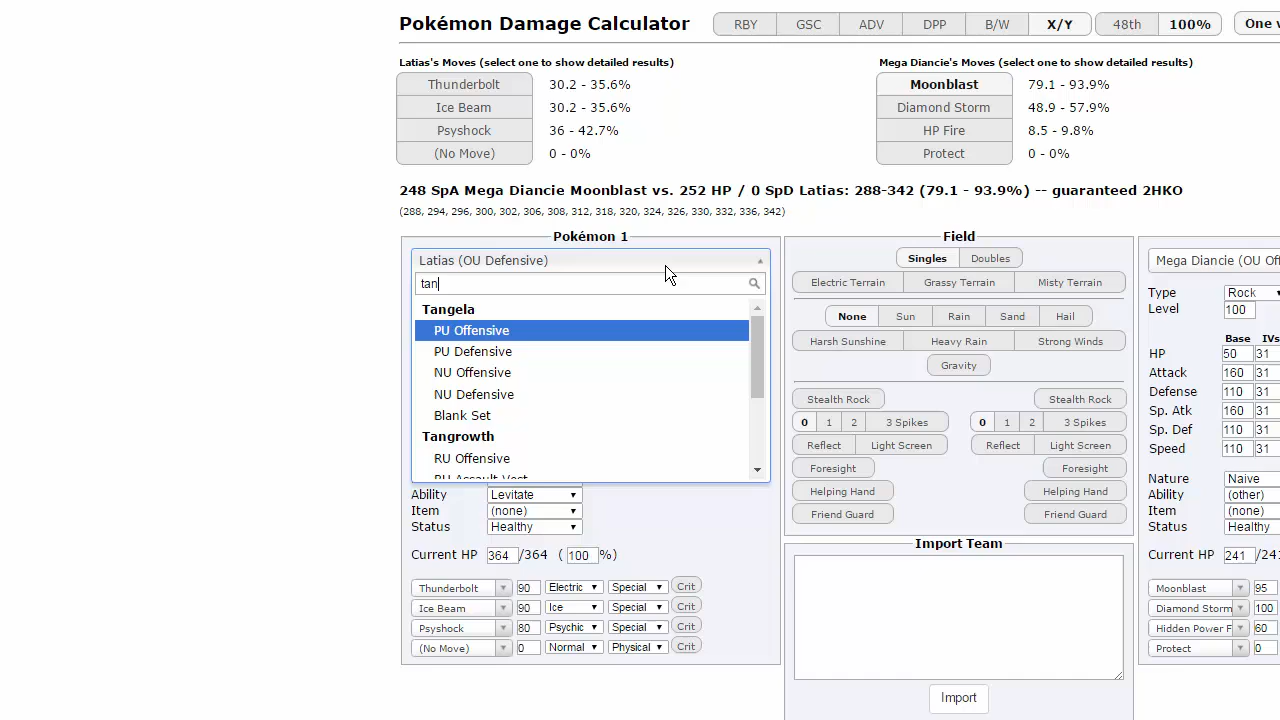 Pokémon Damage Calculator RBY GSC ADV DPP B/W X/Y 48th 100% One v
Latias's Moves (select one to show detailed results) Mega Diancie's Moves (select one to show detailed results)
Thunderbolt 30.2 - 35.6% Moonblast 79.1 - 93.9%
Ice Beam 30.2 - 35.6% Diamond Storm 48.9 - 57.9%
Psyshock 36 - 42.7% HP Fire 8.5 - 9.8%
(No Move) 0 - 0% Protect 0 - 0%
248 SpA Mega Diancie Moonblast vs. 252 HP / 0 SpD Latias: 288-342 (79.1 - 93.9%) -- guaranteed 2HKO
(288, 294, 296, 300, 302, 306, 308, 312, 318, 320, 324, 326, 330, 332, 336, 342)
Pokémon 1
Latias (OU Defensive)
tan
Tangela
PU Offensive
PU Defensive
NU Offensive
NU Defensive
Blank Set
Tangrowth
RU Offensive
RU Assault Vest
Ability Levitate
Item (none)
Status Healthy
Current HP 364 /364 ( 100 %)
Thunderbolt 90 Electric Special Crit
Ice Beam 90 Ice Special Crit
Psyshock 80 Psychic Special Crit
(No Move) 0 Normal Physical Crit
Field
Singles Doubles
Electric Terrain Grassy Terrain Misty Terrain
None Sun Rain Sand Hail
Harsh Sunshine Heavy Rain Strong Winds
Gravity
Stealth Rock Stealth Rock
0 1 2 3 Spikes 0 1 2 3 Spikes
Reflect Light Screen Reflect Light Screen
Foresight Foresight
Helping Hand Helping Hand
Friend Guard Friend Guard
Import Team
Import
Mega Diancie (OU Off
Type Rock
Level 100
Base IVs
HP 50 31
Attack 160 31
Defense 110 31
Sp. Atk 160 31
Sp. Def 110 31
Speed 110 31
Nature Naive
Ability (other)
Item (none)
Status Healthy
Current HP 241 /241
Moonblast 95
Diamond Storm 100
Hidden Power F 60
Protect 0